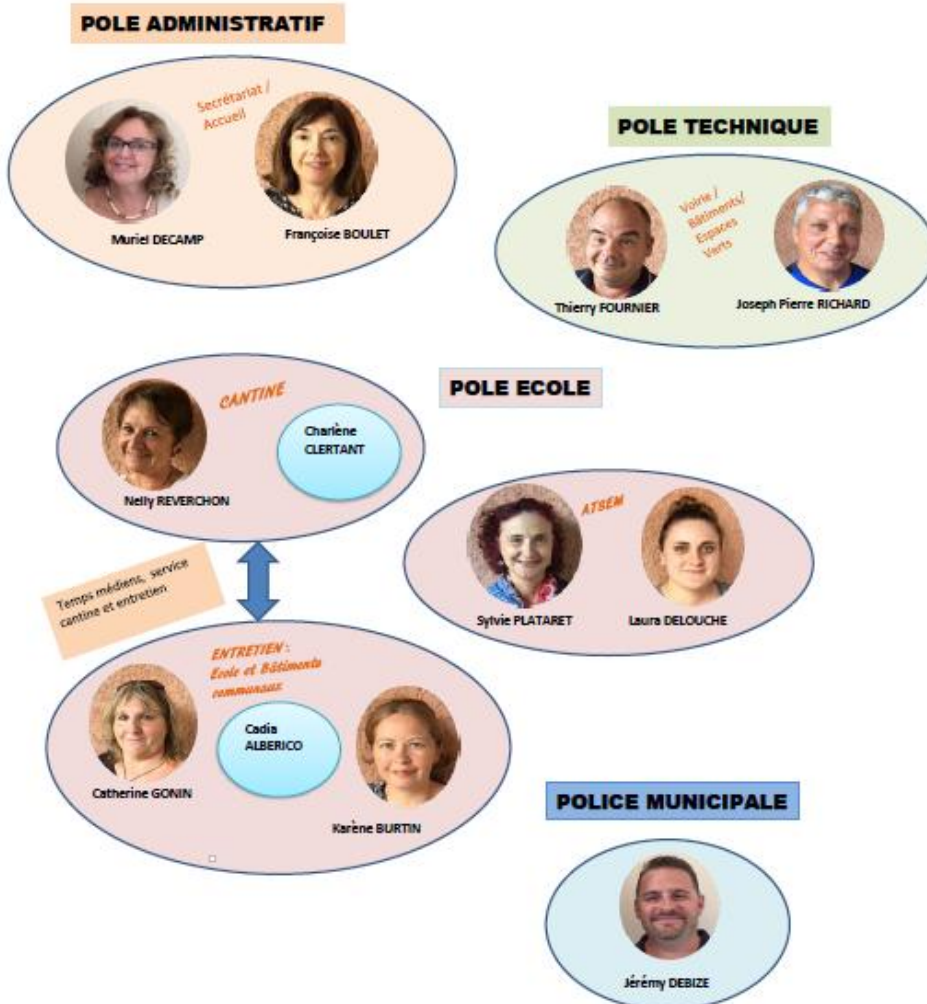 POLE ADMINISTRATIF
Secrétariat /
Accueil
Muriel DECAMP
Françoise BOULET
POLE TECHNIQUE
Voirie /
Bâtiments/
Espaces
Verts
Thierry FOURNIER
Joseph Pierre RICHARD
POLE ECOLE
CANTINE
Charlène
CLERTANT
Nelly REVERCHON
ATSEM
Sylvie PLATARET
Laura DELOUCHE
Temps médiens, service
cantine et entretien
ENTRETIEN :
Ecole et Bâtiments
communaux
Cadia
ALBERICO
Catherine GONIN
Karène BURTIN
POLICE MUNICIPALE
Jérémy DEBIZE